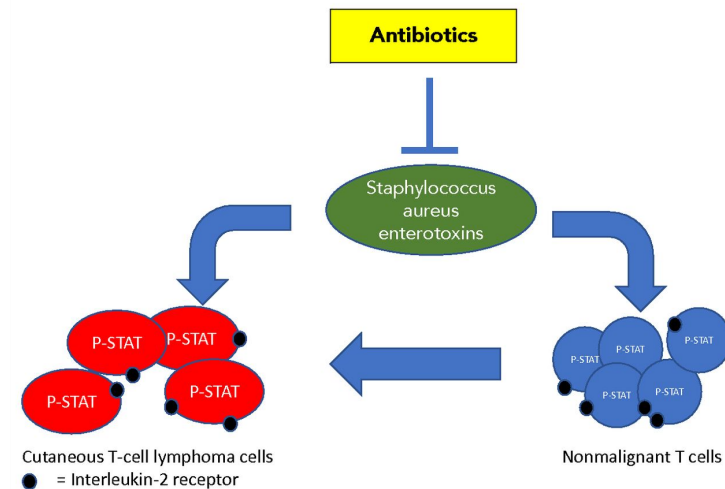 Antibiotics
Staphylococcus
aureus
enterotoxins
P-STAT
P-STAT
P-STAT
P-STAT
P-STAT
P-STAT
P-STAT
P-STAT
P-STAT
Cutaneous T-cell lymphoma cells
= Interleukin-2 receptor
Nonmalignant T cells